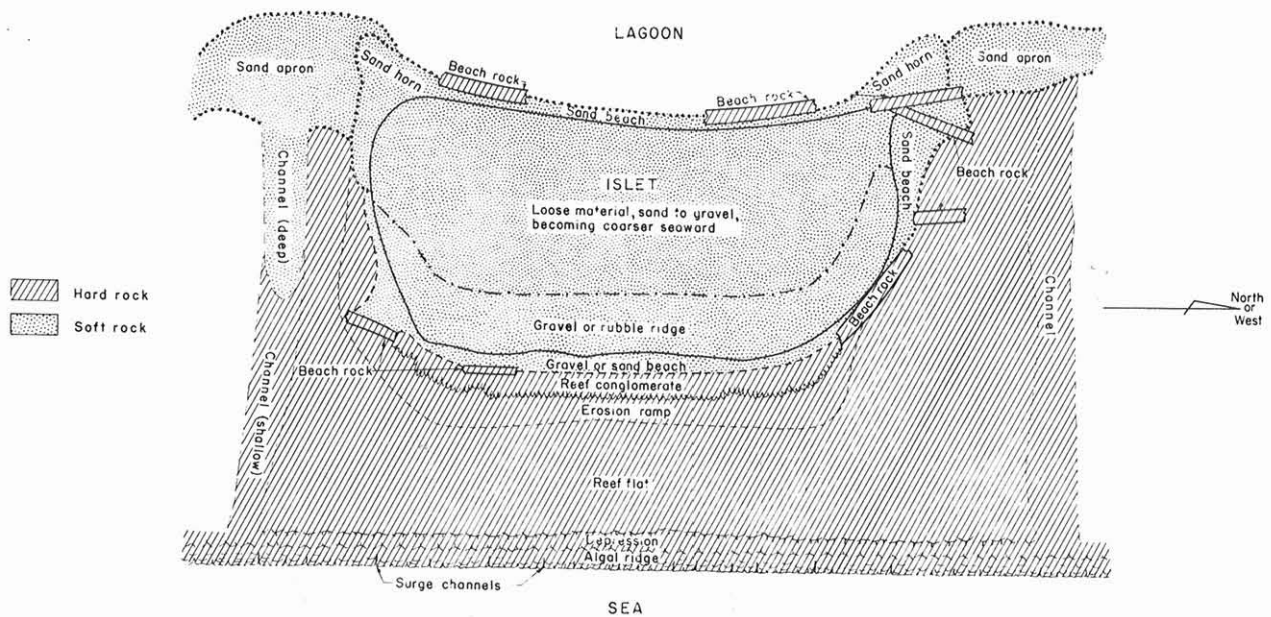 LAGOON
Sand apron
Sand horn
Beach rock
Sand beach
Beach rock
Sand horn
Sand apron
Channel (deep)
ISLET
Loose material, sand to gravel,
becoming coarser seaward
Sand beach
Beach rock
Hard rock
Soft rock
Channel
North
or
West
Beach rock
Gravel or rubble ridge
Gravel or sand beach
Beach rock
Reef conglomerate
Erosion ramp
Channel (shallow)
Reef flat
Depression
Algal ridge
Surge channels
SEA